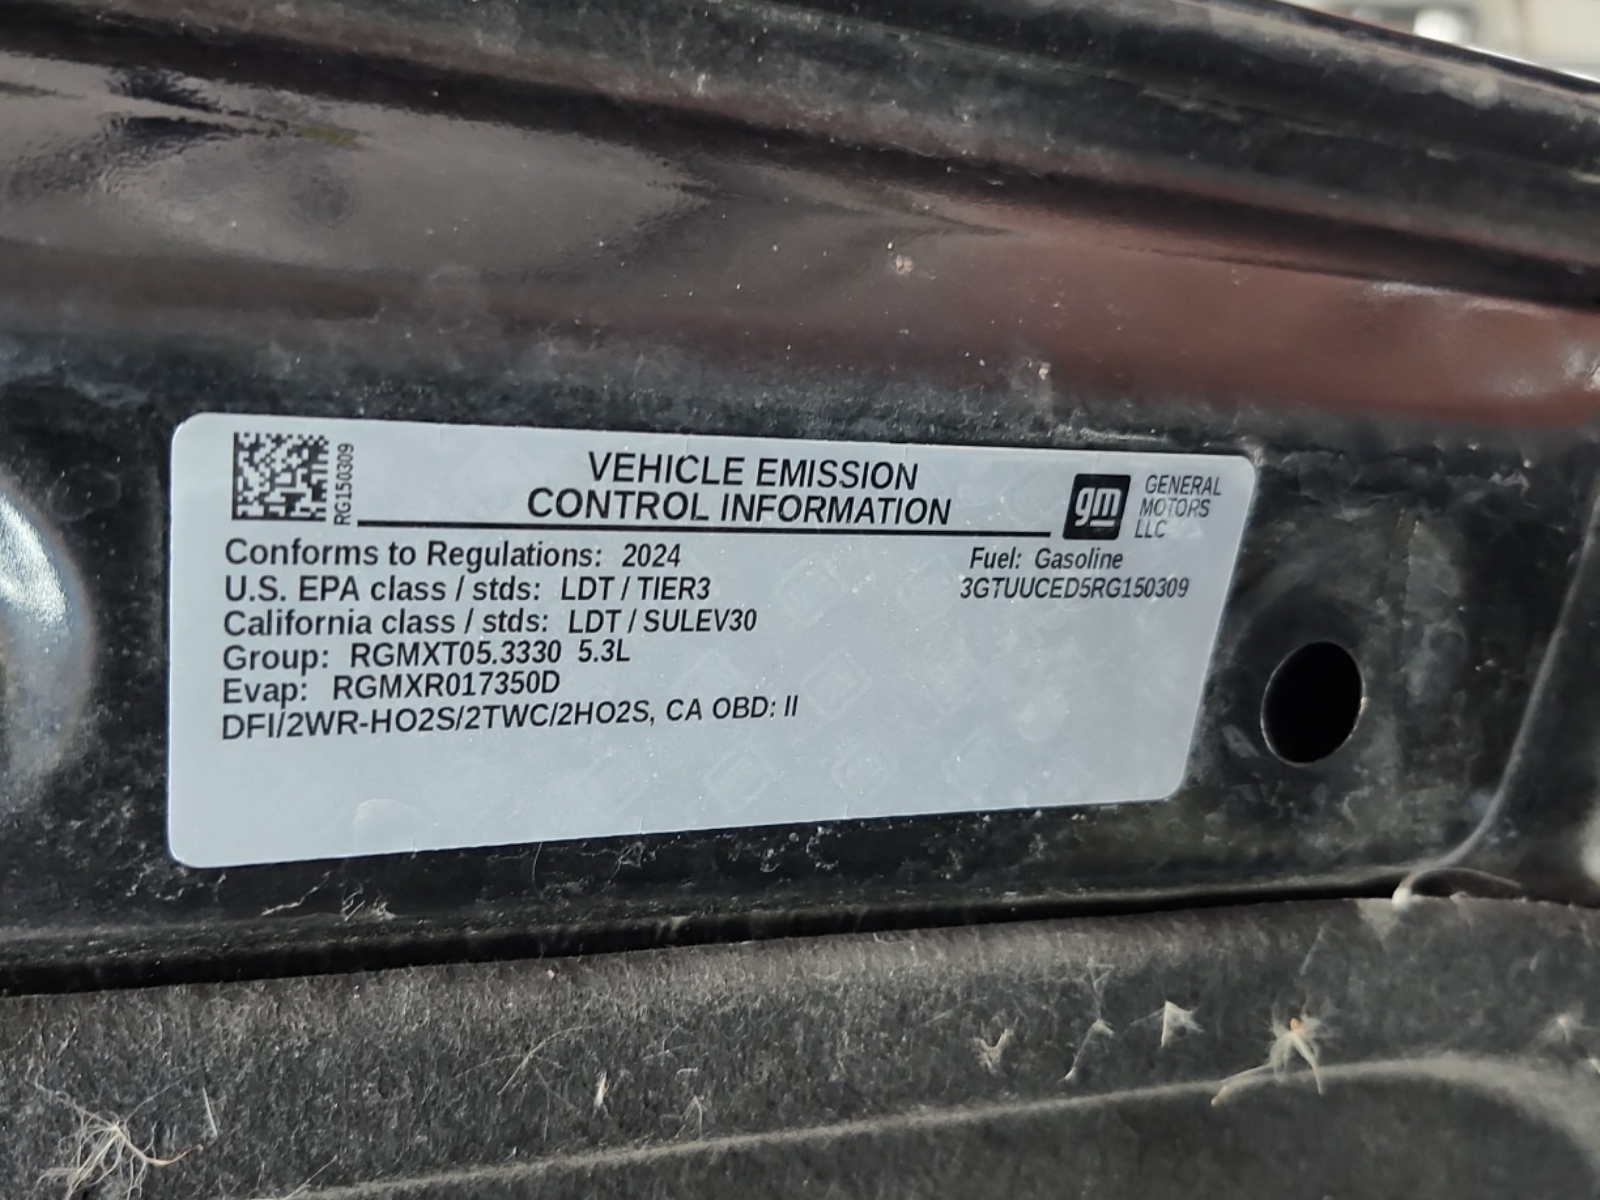 RG150309
VEHICLE EMISSION
CONTROL INFORMATION
gm
GENERAL
MOTORS
LLC
Conforms to Regulations: 2024
Fuel: Gasoline
U.S. EPA class / stds: LDT / TIER3
3GTUUCED5RG150309
California class / stds: LDT / SULEV30
Group: RGMXT05.3330 5.3L
Evap: RGMXR017350D
DFI/2WR-HO2S/2TWC/2HO2S, CA OBD: II